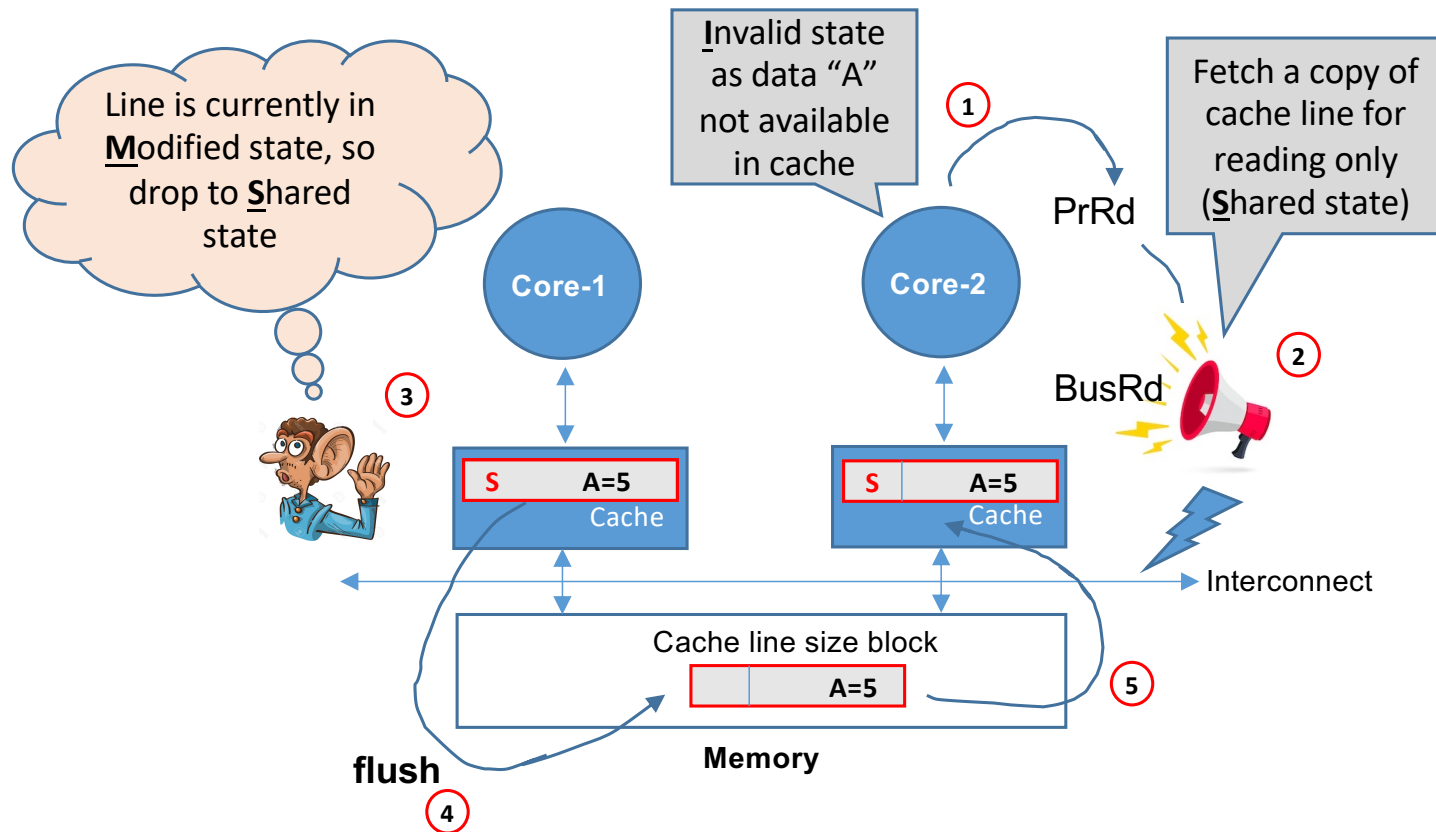 Line is currently in
Modified state, so
drop to Shared
state
Invalid state
as data “A”
not available
in cache
1
PrRd
Fetch a copy of
cache line for
reading only
(Shared state)
Core-1
Core-2
2
BusRd
3
S A=5
Cache
S A=5
Cache
Interconnect
Cache line size block
A=5
5
Memory
flush
4